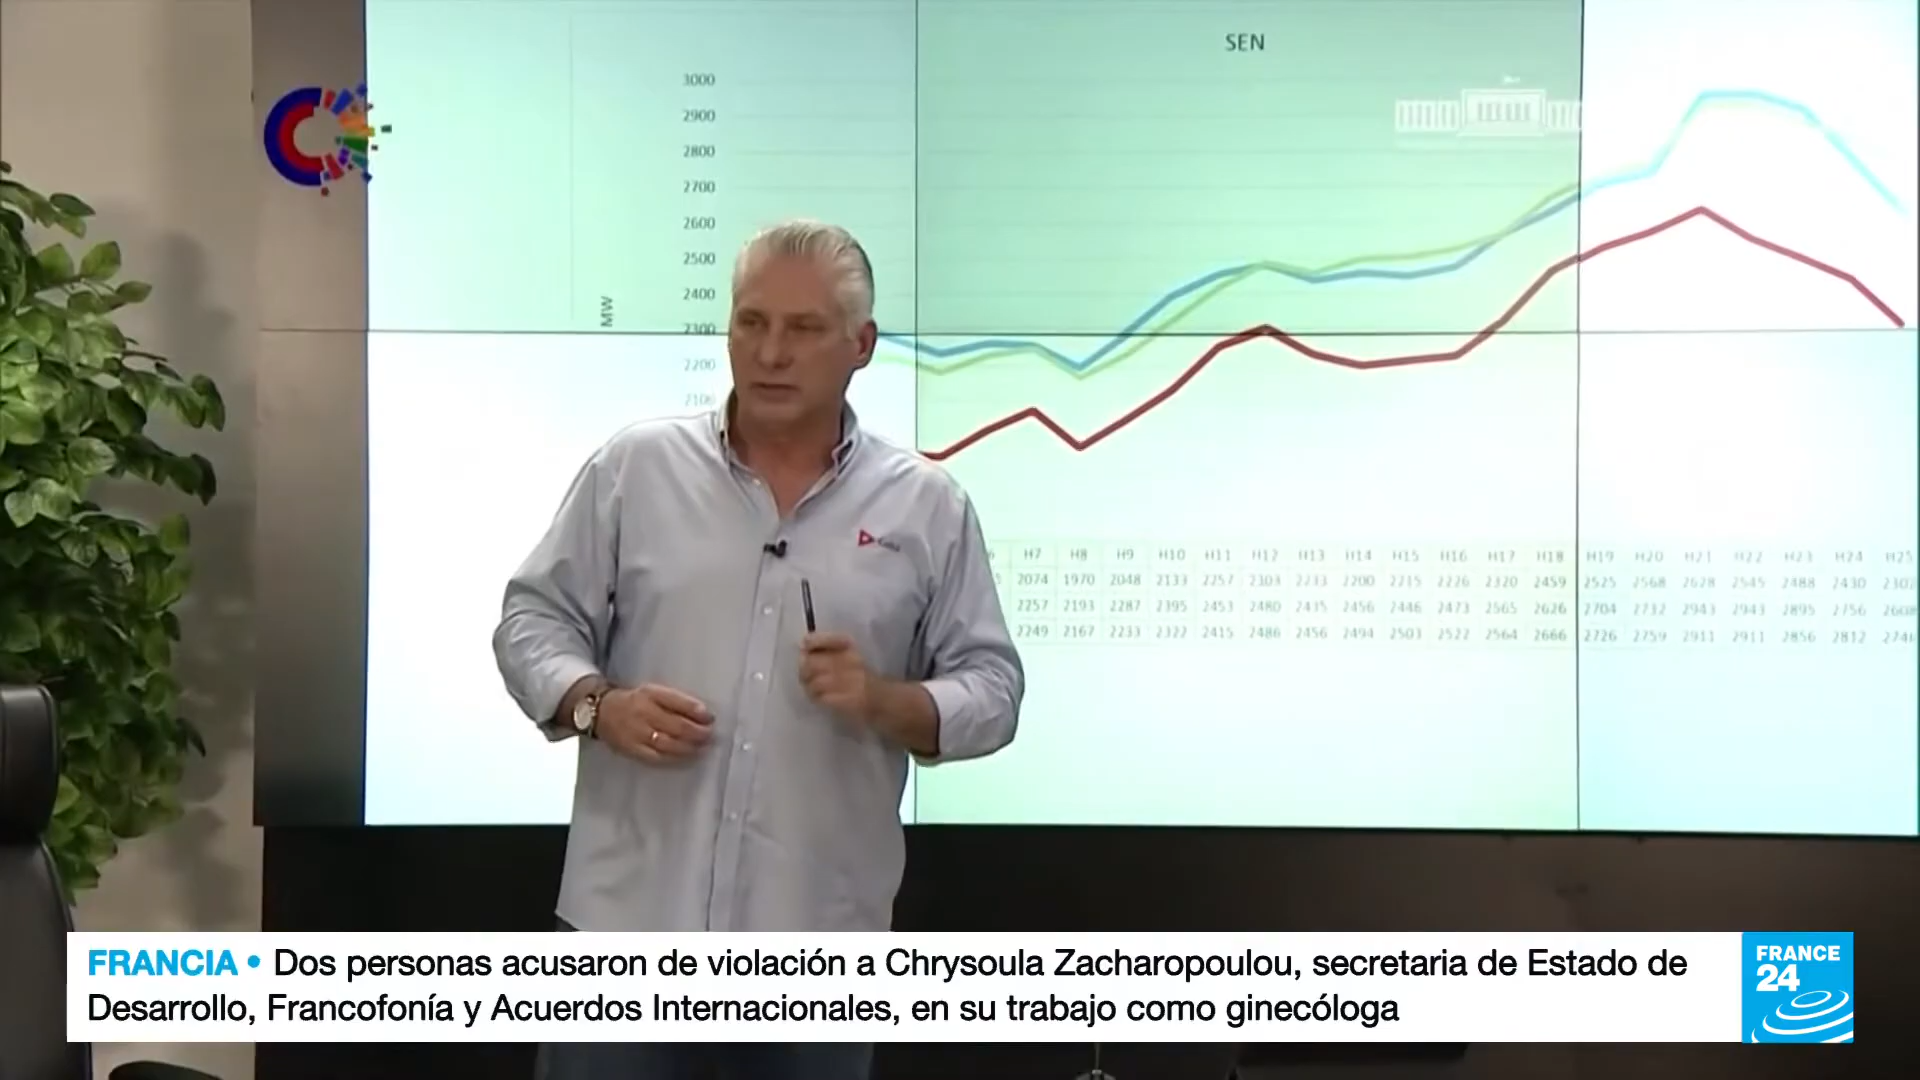 SEN
3000
2900
2800
2700
2600
2500
2400
2300
2200
2100
MW
H7 H8 H9 H10 H11 H12 H13 H14 H15 H16 H17 H18 H19 H20 H21 H22 H23 H24 H25
2074 1970 2048 2133 2257 2303 2233 2200 2215 2226 2320 2459 2525 2568 2628 2545 2488 2430 2302
2257 2193 2287 2395 2453 2480 2435 2456 2446 2473 2565 2626 2704 2732 2943 2943 2895 2756 2608
2249 2167 2233 2322 2415 2486 2456 2494 2503 2522 2564 2666 2726 2759 2911 2911 2856 2812
FRANCIA • Dos personas acusaron de violación a Chrysoula Zacharopoulou, secretaria de Estado de
Desarrollo, Francofonía y Acuerdos Internacionales, en su trabajo como ginecóloga
FRANCE
24